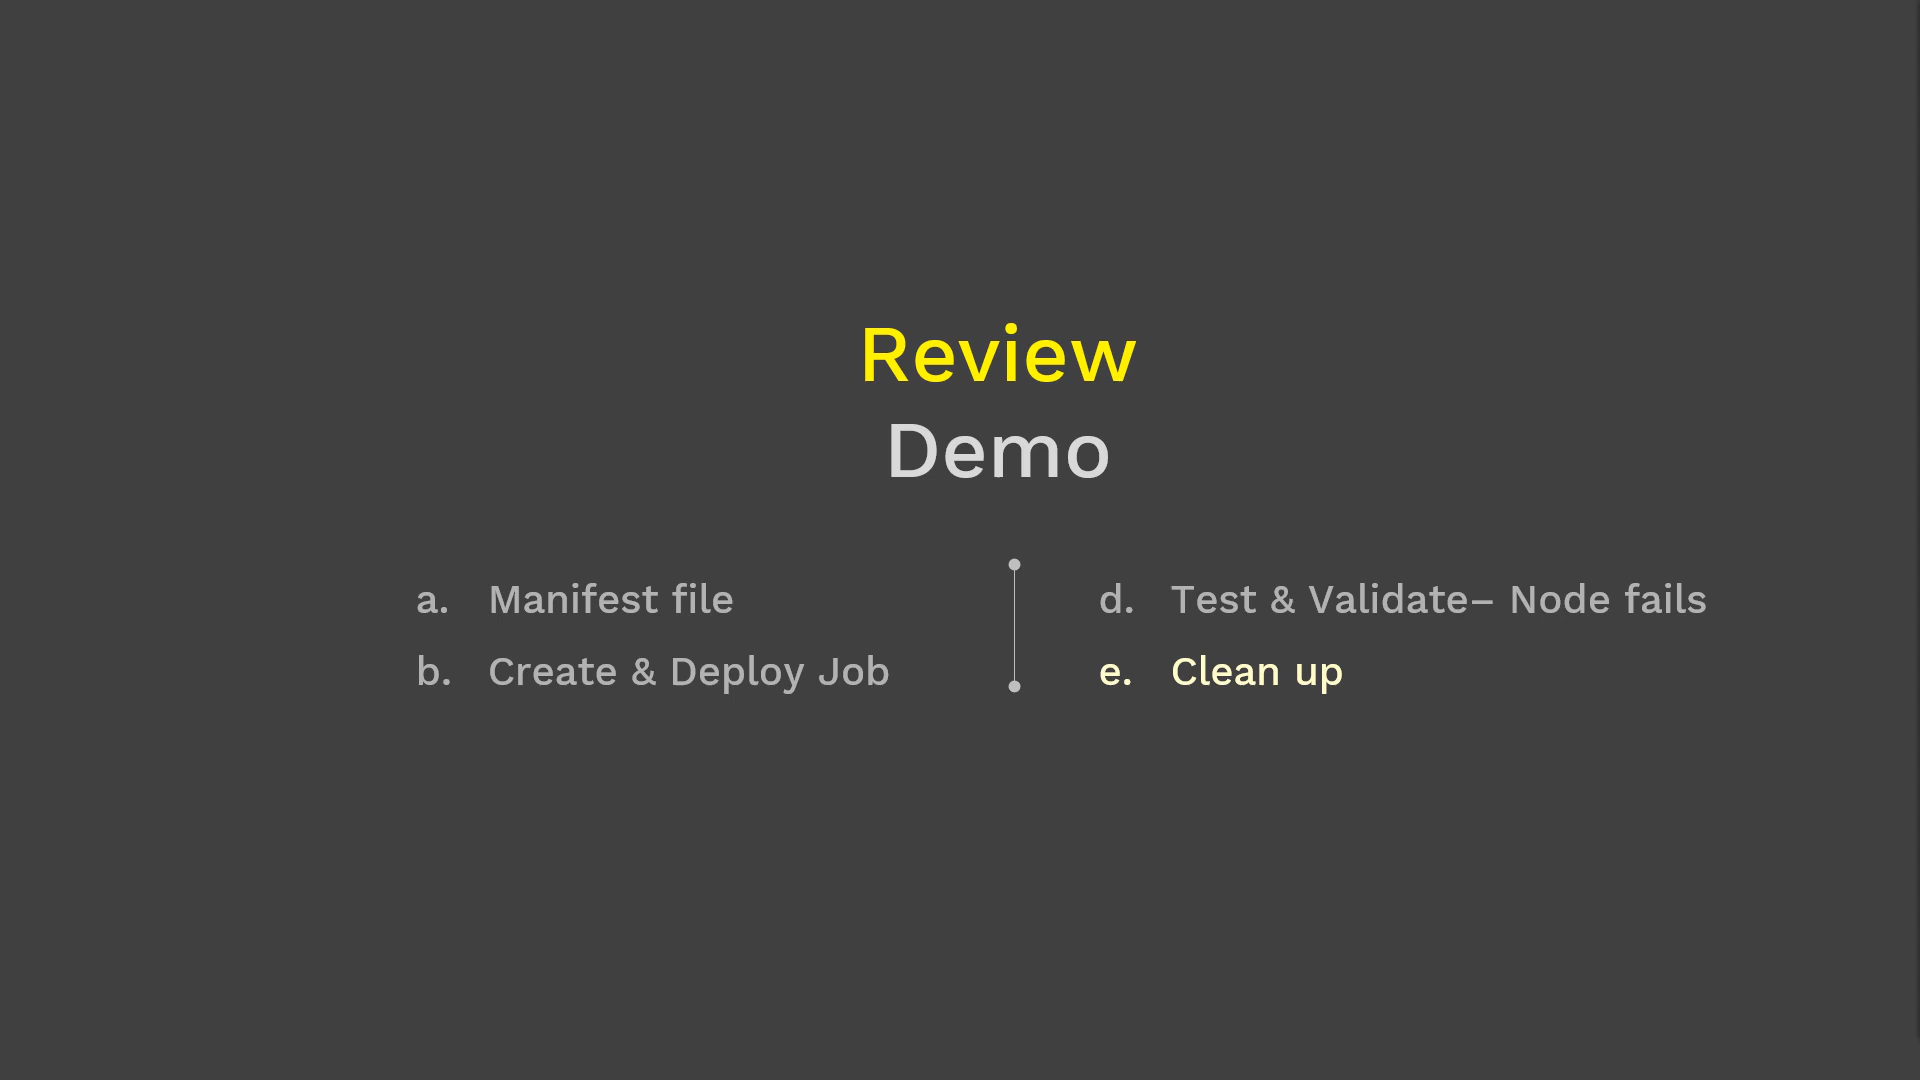 Review
Demo
a. Manifest file
b. Create & Deploy Job
d. Test & Validate– Node fails
e. Clean up